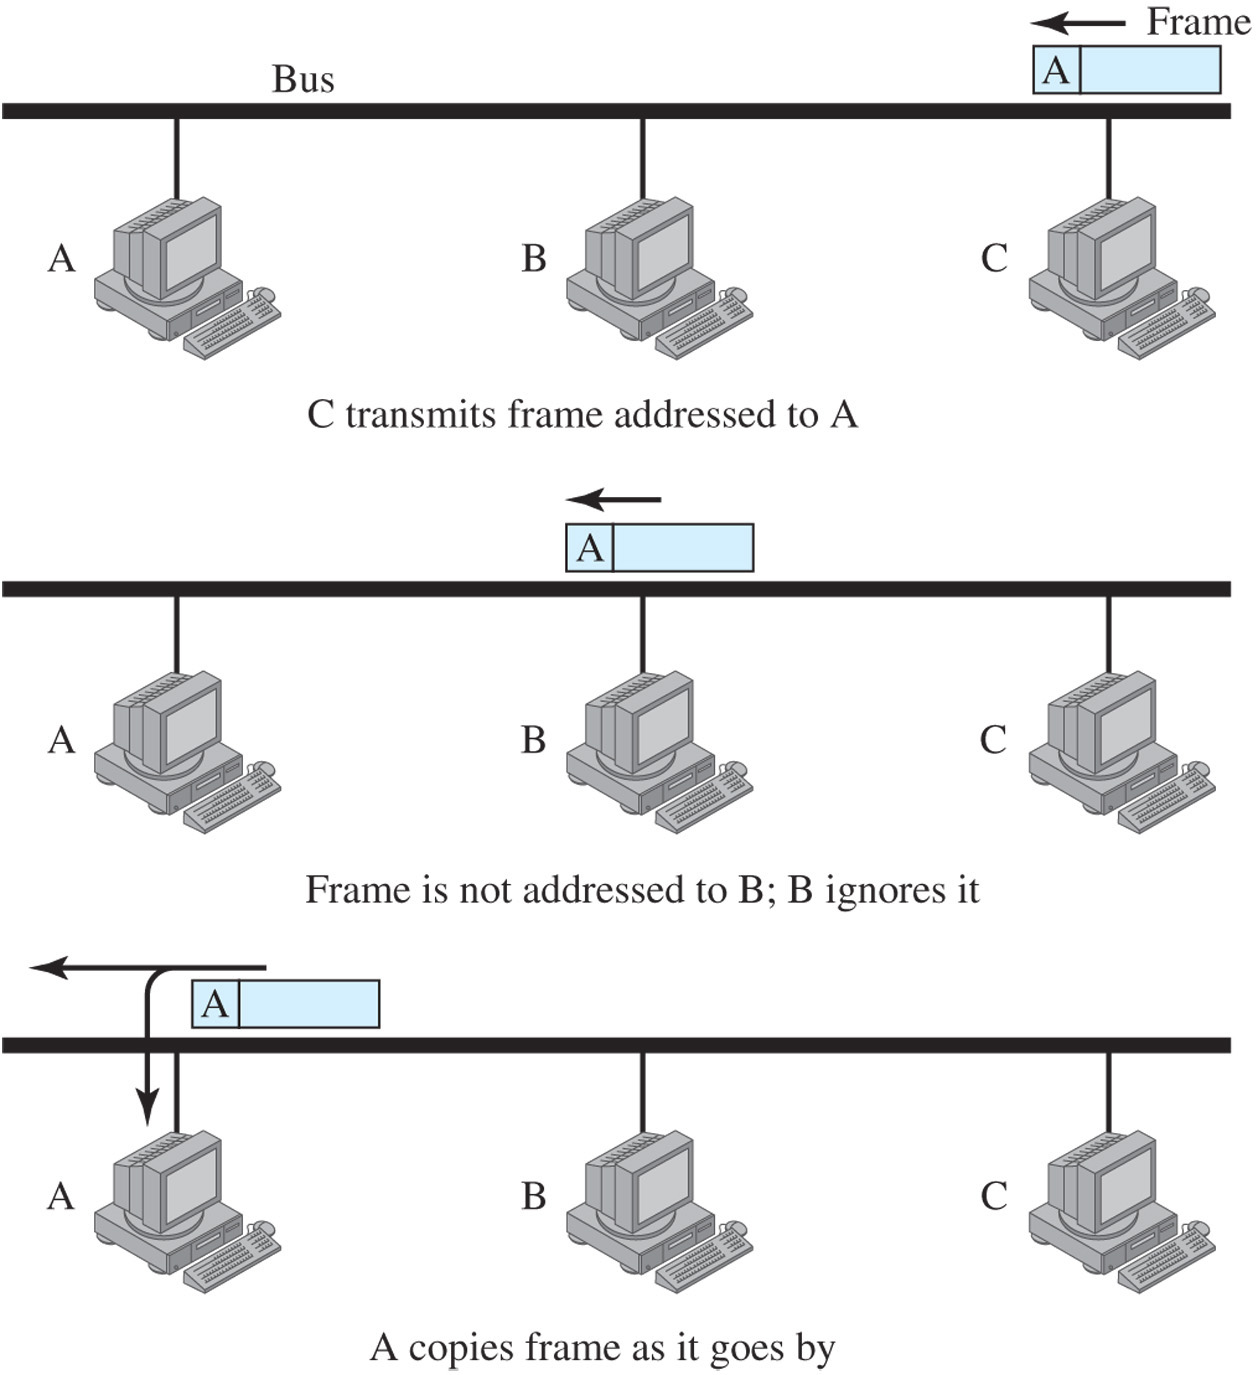 Frame
A
Bus
A
B
C
C transmits frame addressed to A
A
A
B
C
Frame is not addressed to B; B ignores it
A
A
B
C
A copies frame as it goes by